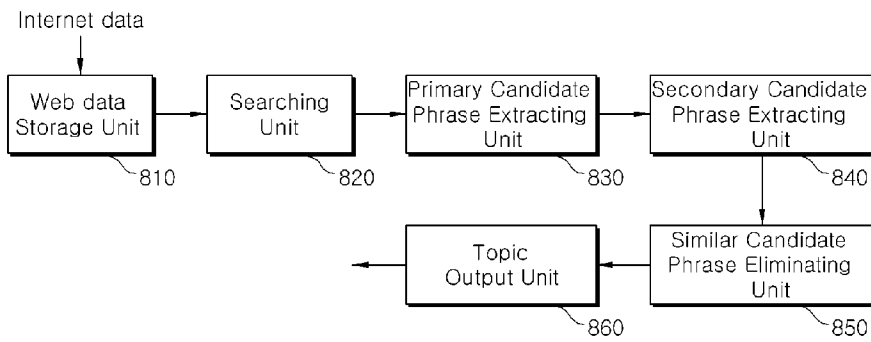 Internet data
Web data
Storage Unit
810
Searching
Unit
820
Primary Candidate
Phrase Extracting
Unit
830
Secondary Candidate
Phrase Extracting
Unit
840
Similar Candidate
Phrase Eliminating
Unit
850
Topic
Output Unit
860